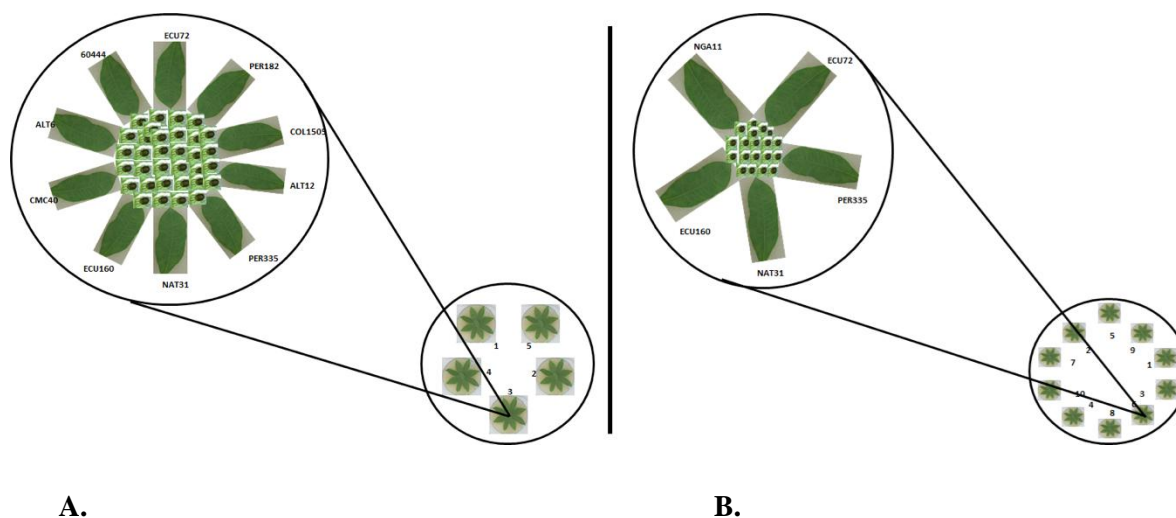 ECU72
60444
PER182
ALT6
COL1505
CMC40
ALT12
ECU160
PER335
NAT31
1
5
4
2
3
NGA11
ECU72
PER335
ECU160
NAT31
5
2
9
7
1
10
3
4
6
8
A.
B.